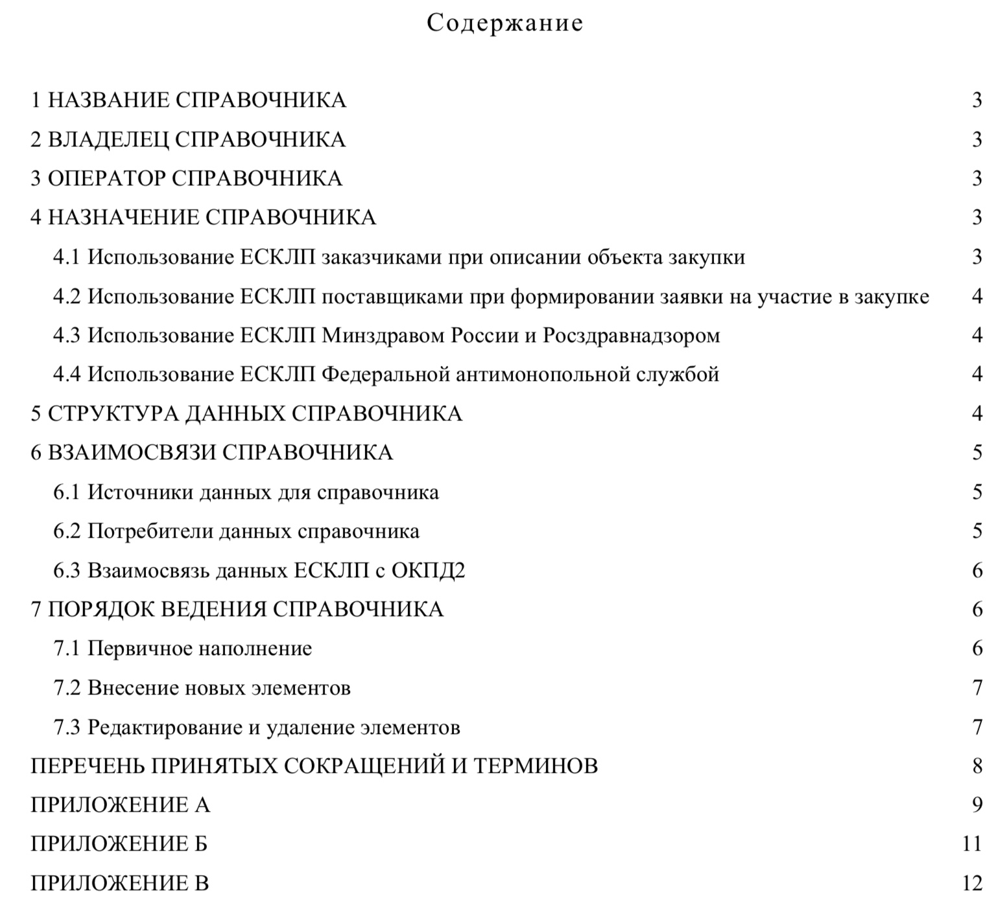 Содержание
1 НАЗВАНИЕ СПРАВОЧНИКА 3
2 ВЛАДЕЛЕЦ СПРАВОЧНИКА 3
3 ОПЕРАТОР СПРАВОЧНИКА 3
4 НАЗНАЧЕНИЕ СПРАВОЧНИКА 3
4.1 Использование ЕСКЛП заказчиками при описании объекта закупки 3
4.2 Использование ЕСКЛП поставщиками при формировании заявки на участие в закупке 4
4.3 Использование ЕСКЛП Минздравом России и Росздравнадзором 4
4.4 Использование ЕСКЛП Федеральной антимонопольной службой 4
5 СТРУКТУРА ДАННЫХ СПРАВОЧНИКА 4
6 ВЗАИМОСВЯЗИ СПРАВОЧНИКА 5
6.1 Источники данных для справочника 5
6.2 Потребители данных справочника 5
6.3 Взаимосвязь данных ЕСКЛП с ОКПД2 6
7 ПОРЯДОК ВЕДЕНИЯ СПРАВОЧНИКА 6
7.1 Первичное наполнение 6
7.2 Внесение новых элементов 7
7.3 Редактирование и удаление элементов 7
ПЕРЕЧЕНЬ ПРИНЯТЫХ СОКРАЩЕНИЙ И ТЕРМИНОВ 8
ПРИЛОЖЕНИЕ А 9
ПРИЛОЖЕНИЕ Б 11
ПРИЛОЖЕНИЕ В 12